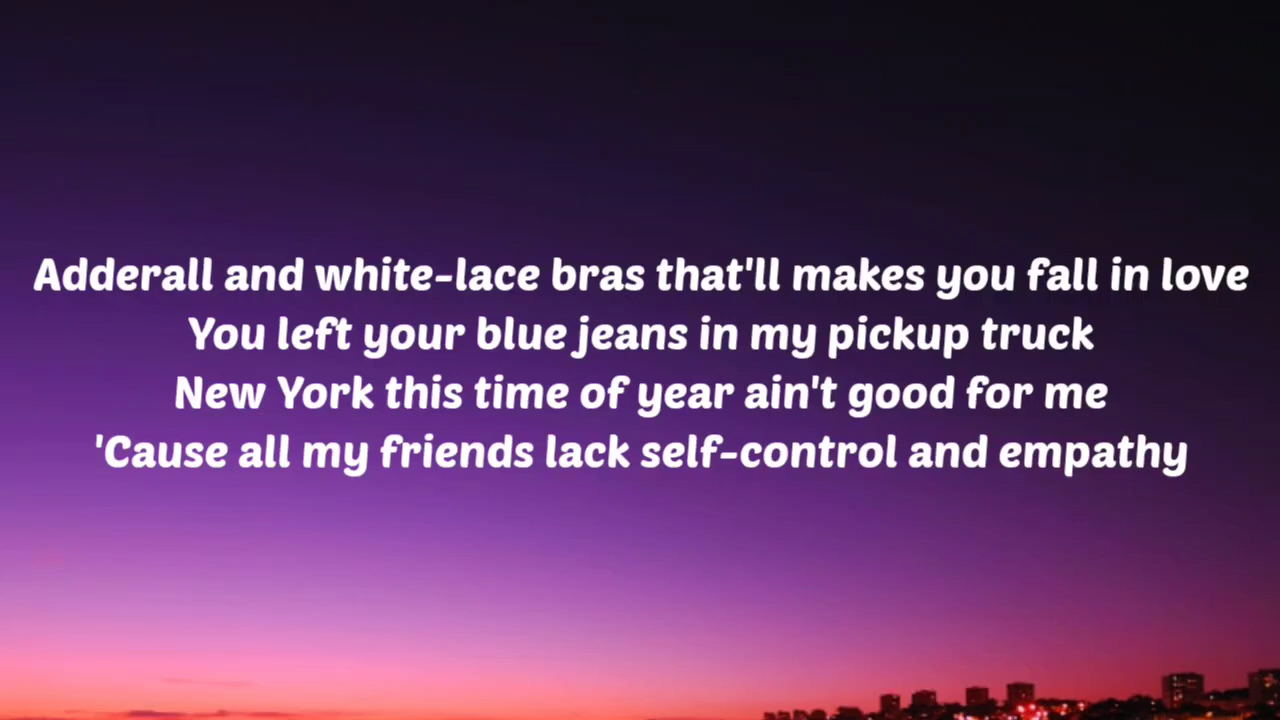 Adderall and white-lace bras that'll makes you fall in love
You left your blue jeans in my pickup truck
New York this time of year ain't good for me
'Cause all my friends lack self-control and empathy